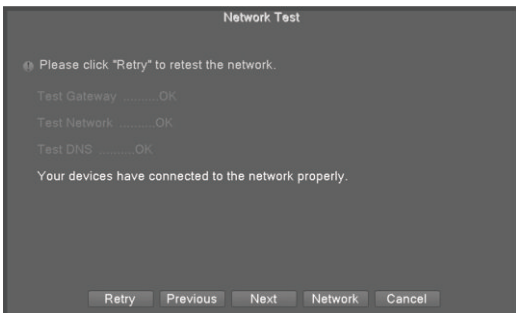 Network Test
Please click "Retry" to retest the network.
Test Gateway ..........OK
Test Network ..........OK
Test DNS ..........OK
Your devices have connected to the network properly.
Retry Previous Next Network Cancel